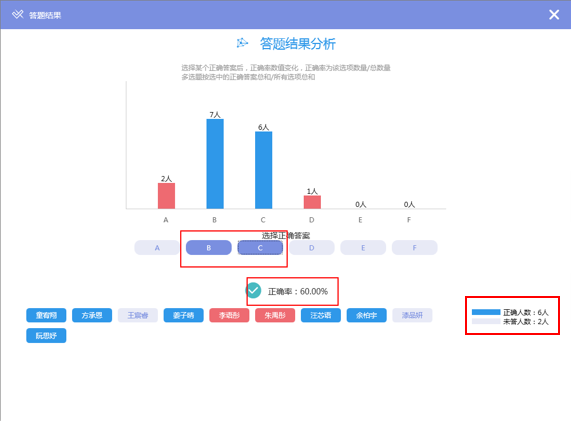 答题结果
答题结果分析
选择某个正确答案后，正确率数值变化，正确率为该选项数量/总数量
多选题按选中的正确答案总和/所有选项总和
7人
6人
2人
1人
0人
0人
A
B
C
D
E
F
选择正确答案
A
B
C
D
E
F
正确率：60.00%
正确人数：6人
未答人数：2人
童宥翔
方承恩
王宸睿
姜子晴
李语彤
朱禹彤
汪芯语
余柏宇
潘品妍
阮思妤